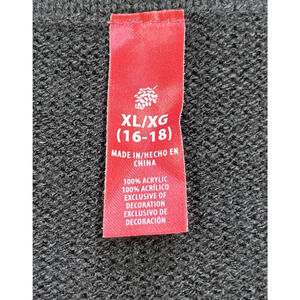 XL/XG
(16-18)
MADE IN/HECHO EN
CHINA
100% ACRYLIC
100% ACRÍLICO
EXCLUSIVE OF
DECORATION
EXCLUSIVO DE
DECORACIÓN